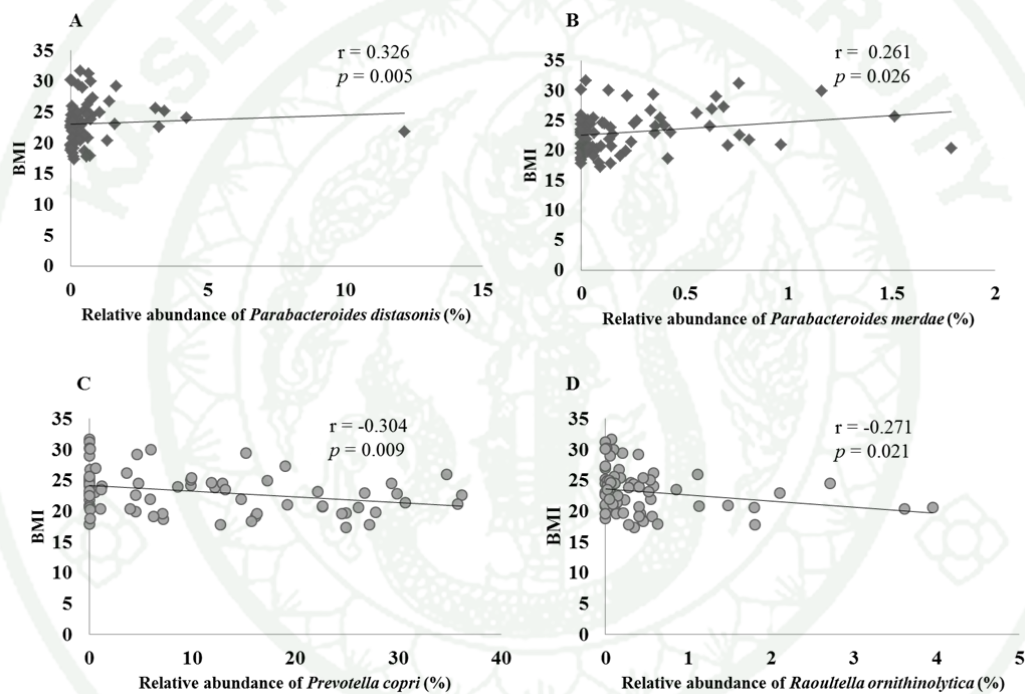 A
r = 0.326
p = 0.005
35
30
25
20
15
10
5
0
BMI
0 5 10 15
Relative abundance of Parabacteroides distasonis (%)
B
r = 0.261
p = 0.026
35
30
25
20
15
10
5
0
BMI
0 0.5 1 1.5 2
Relative abundance of Parabacteroides merdae (%)
C
r = -0.304
p = 0.009
35
30
25
20
15
10
5
0
BMI
0 10 20 30 40
Relative abundance of Prevotella copri (%)
D
r = -0.271
p = 0.021
35
30
25
20
15
10
5
0
BMI
0 1 2 3 4 5
Relative abundance of Raoultella ornithinolytica (%)